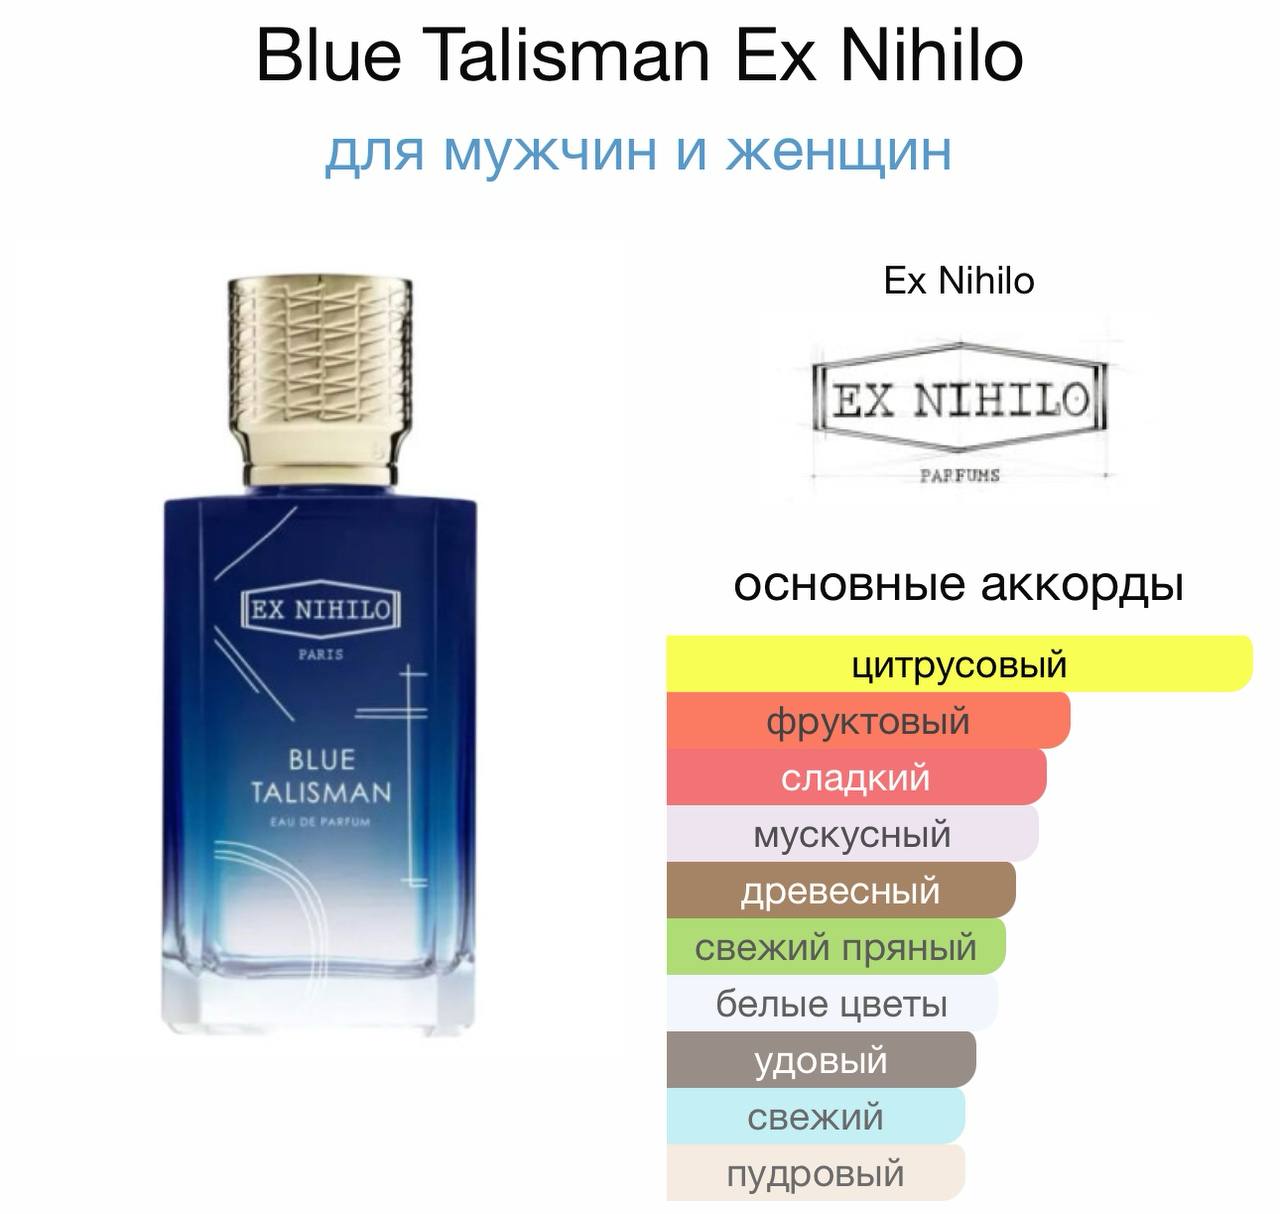 Blue Talisman Ex Nihilo
для мужчин и женщин
EX NIHILO
PARIS
BLUE
TALISMAN
EAU DE PARFUM
Ex Nihilo
EX NIHILO
PARFUMS
основные аккорды
цитрусовый
фруктовый
сладкий
мускусный
древесный
свежий пряный
белые цветы
удовый
свежий
пудровый